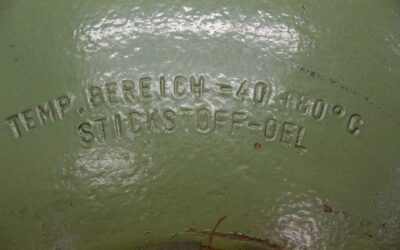 TEMP. BEREICH -40 +80°C
STICKSTOFF-OEL